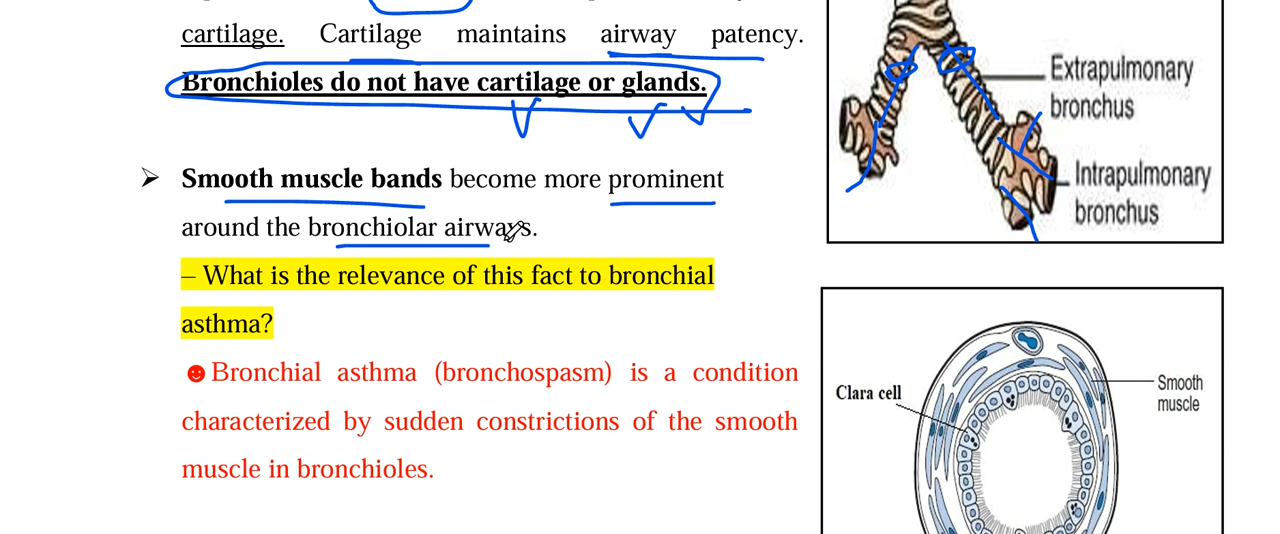 cartilage. Cartilage maintains airway patency.
Bronchioles do not have cartilage or glands.
➢ Smooth muscle bands become more prominent
around the bronchiolar airways.
– What is the relevance of this fact to bronchial
asthma?
☻Bronchial asthma (bronchospasm) is a condition
characterized by sudden constrictions of the smooth
muscle in bronchioles.
Extrapulmonary
bronchus
Intrapulmonary
bronchus
Clara cell
Smooth
muscle